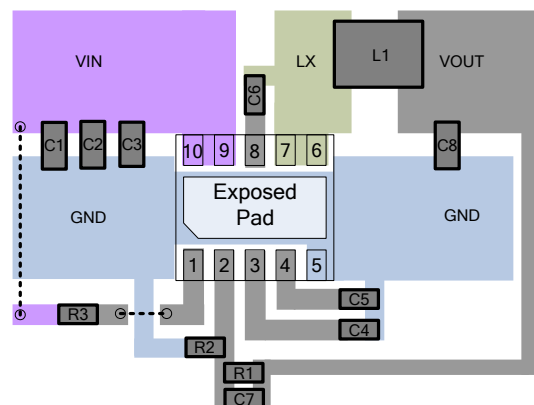 VIN
LX
L1
VOUT
C6
C1
C2
C3
C8
10
9
8
7
6
Exposed
Pad
GND
GND
1
2
3
4
5
C5
R3
C4
R2
R1
C7